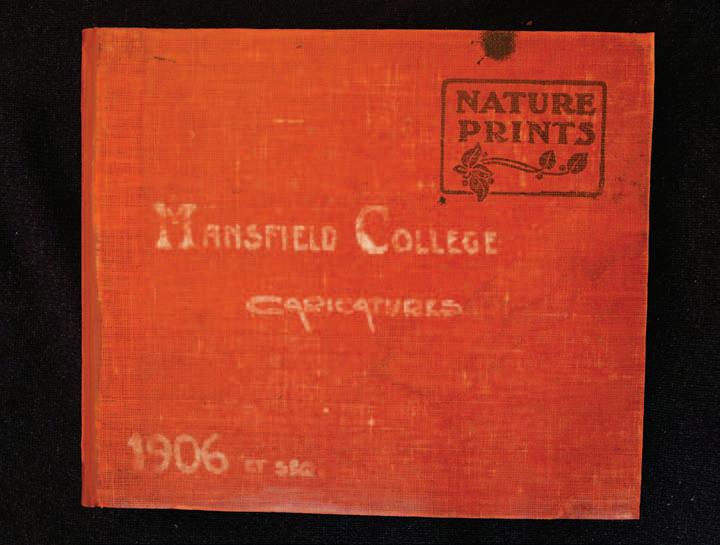 NATURE
PRINTS
MANSFIELD COLLEGE
CARICATURES
1906 ET SEQ.